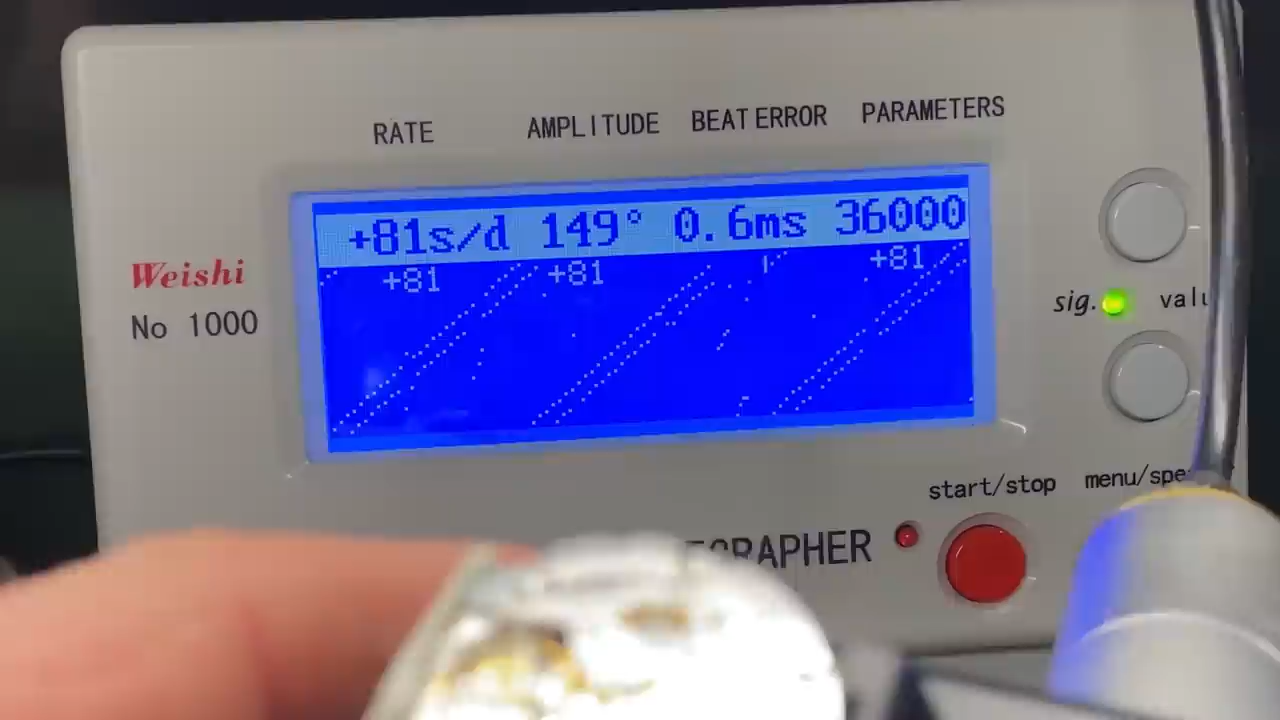 RATE AMPLITUDE BEAT ERROR PARAMETERS
+81s/d 149° 0.6ms 36000
+81 +81 +81
Weishi
No 1000
sig.
start/stop